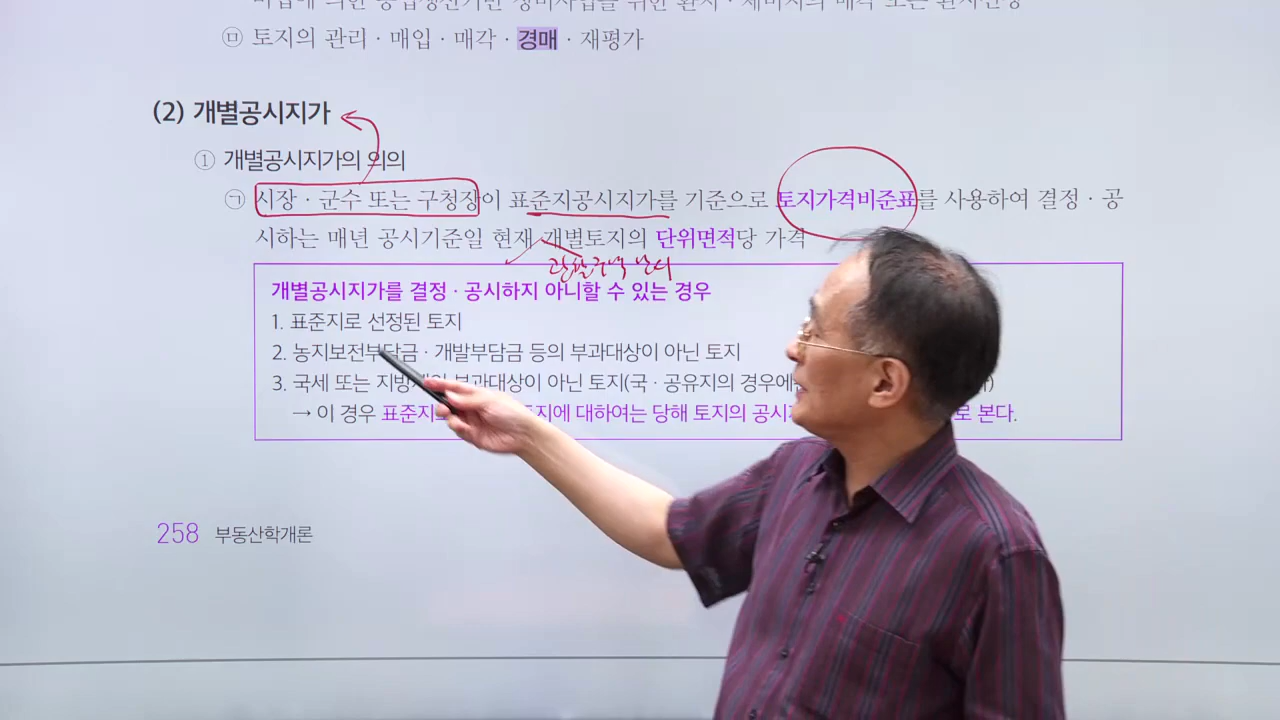 ㅁ 토지의 관리 · 매입 · 매각 · 경매 · 재평가
(2) 개별공시지가
① 개별공시지가의 의의
㉠ 시장 · 군수 또는 구청장이 표준지공시지가를 기준으로 토지가격비준표를 사용하여 결정 · 공
시하는 매년 공시기준일 현재 개별토지의 단위면적당 가격
개별공시지가를 결정 · 공시하지 아니할 수 있는 경우
1. 표준지로 선정된 토지
2. 농지보전부담금 · 개발부담금 등의 부과대상이 아닌 토지
3. 국세 또는 지방세의 부과대상이 아닌 토지(국 · 공유지의 경우에
→ 이 경우 표준지로 토지에 대하여는 당해 토지의 공시 로 본다.
258 부동산학개론